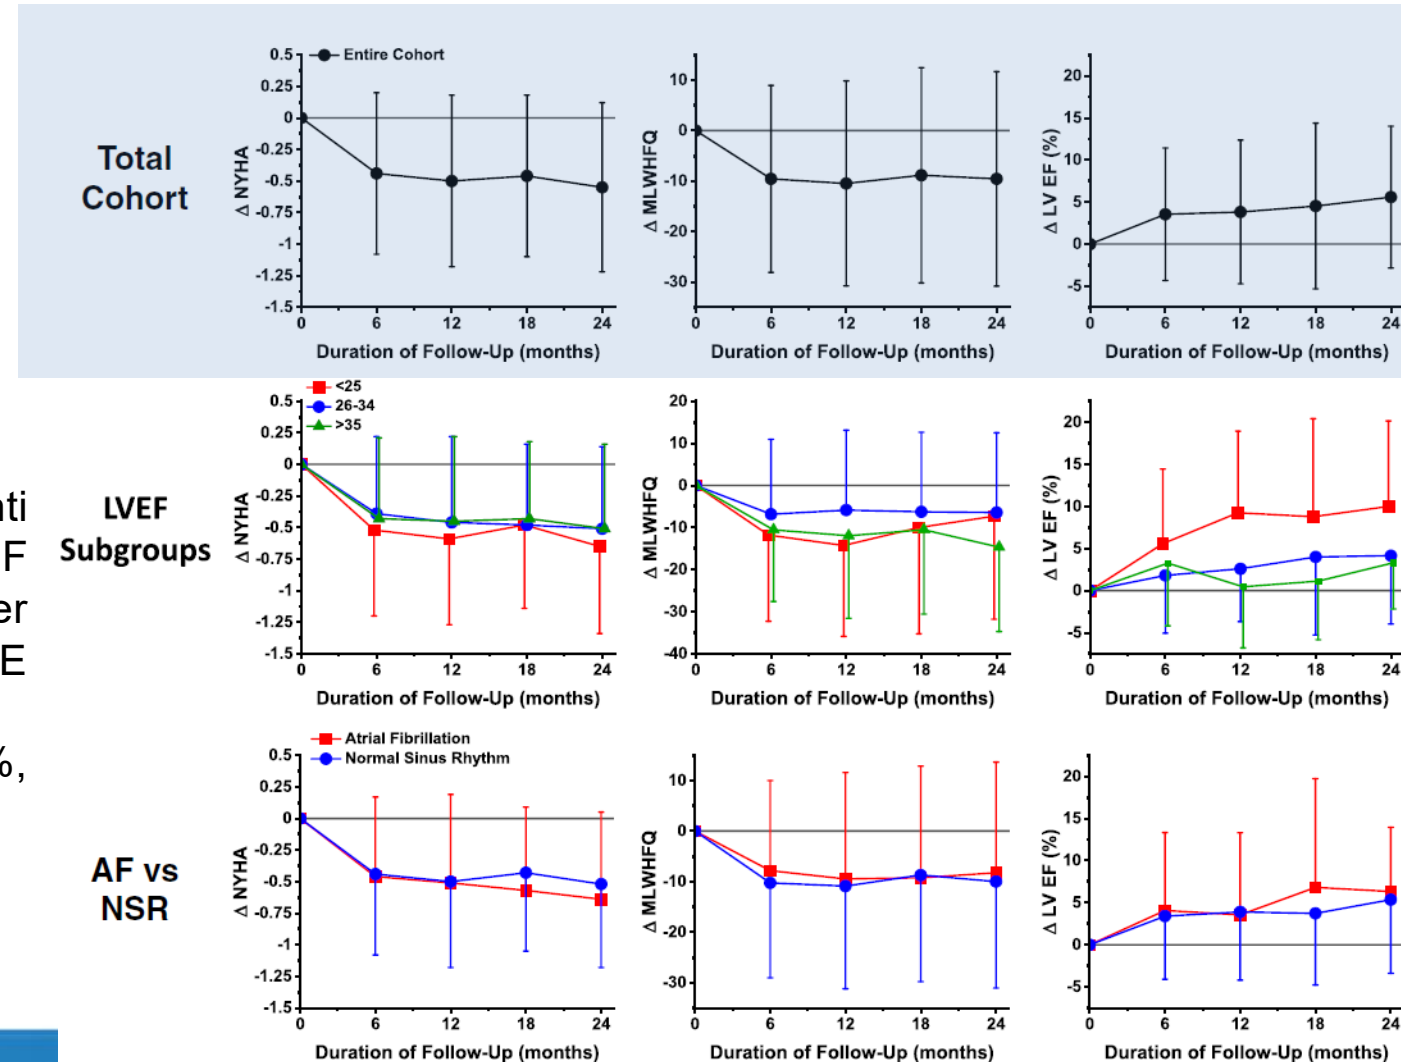 Total
Cohort
Entire Cohort
0.5
0.25
0
-0.25
-0.5
-0.75
-1
-1.25
-1.5
Δ NYHA
0 6 12 18 24
Duration of Follow-Up (months)
10
0
-10
-20
-30
Δ MLWHFQ
0 6 12 18 24
Duration of Follow-Up (months)
20
15
10
5
0
-5
Δ LV EF (%)
0 6 12 18 24
Duration of Follow-Up (months)
nti
F
er
E
%,
LVEF
Subgroups
<25
26-34
>35
0.5
0.25
0
-0.25
-0.5
-0.75
-1
-1.25
-1.5
Δ NYHA
0 6 12 18 24
Duration of Follow-Up (months)
20
10
0
-10
-20
-30
-40
Δ MLWHFQ
0 6 12 18 24
Duration of Follow-Up (months)
20
15
10
5
0
-5
Δ LV EF (%)
0 6 12 18 24
Duration of Follow-Up (months)
AF vs
NSR
Atrial Fibrillation
Normal Sinus Rhythm
0.5
0.25
0
-0.25
-0.5
-0.75
-1
-1.25
-1.5
Δ NYHA
0 6 12 18 24
Duration of Follow-Up (months)
10
0
-10
-20
-30
Δ MLWHFQ
0 6 12 18 24
Duration of Follow-Up (months)
20
15
10
5
0
-5
Δ LV EF (%)
0 6 12 18 24
Duration of Follow-Up (months)